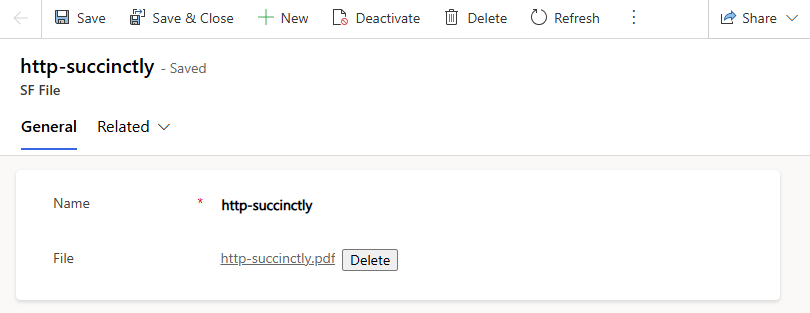 Save Save & Close New Deactivate Delete Refresh Share
http-succinctly - Saved
SF File
General Related
Name * http-succinctly
File http-succinctly.pdf Delete